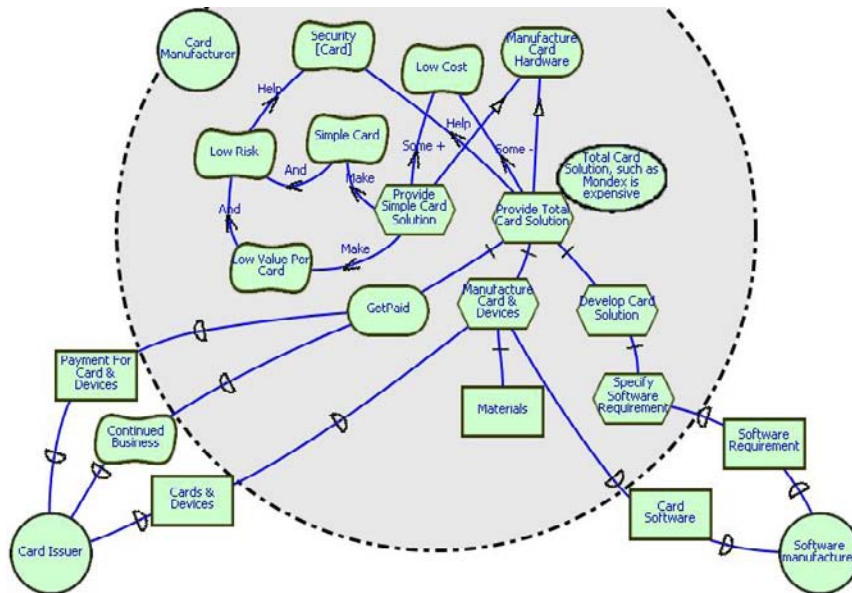 Card
Manufacturer
Security
[Card]
Low Cost
Manufacture
Card
Hardware
Help
Low Risk
Simple Card
And
Make
Some +
Help
Some -
Provide
Simple Card
Solution
Provide Total
Card Solution
Total Card
Solution, such as
Mondex is
expensive
And
Low Value Per
Card
Make
GetPaid
Manufacture
Card &
Devices
Develop Card
Solution
Payment For
Card &
Devices
Materials
Specify
Software
Requirement
Continued
Business
Software
Requirement
Cards &
Devices
Card
Software
Card Issuer
Software
manufacture